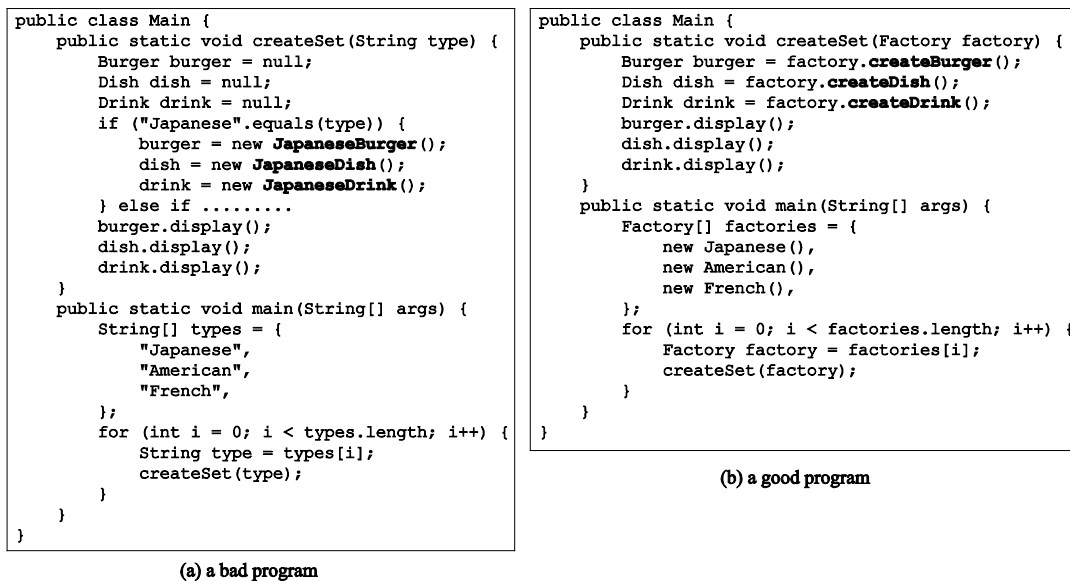 public class Main {
    public static void createSet(String type) {
        Burger burger = null;
        Dish dish = null;
        Drink drink = null;
        if ("Japanese".equals(type)) {
            burger = new JapaneseBurger();
            dish = new JapaneseDish();
            drink = new JapaneseDrink();
        } else if .........
        burger.display();
        dish.display();
        drink.display();
    }
    public static void main(String[] args) {
        String[] types = {
            "Japanese",
            "American",
            "French",
        };
        for (int i = 0; i < types.length; i++) {
            String type = types[i];
            createSet(type);
        }
    }
}
(a) a bad program
public class Main {
    public static void createSet(Factory factory) {
        Burger burger = factory.createBurger();
        Dish dish = factory.createDish();
        Drink drink = factory.createDrink();
        burger.display();
        dish.display();
        drink.display();
    }
    public static void main(String[] args) {
        Factory[] factories = {
            new Japanese(),
            new American(),
            new French(),
        };
        for (int i = 0; i < factories.length; i++) {
            Factory factory = factories[i];
            createSet(factory);
        }
    }
}
(b) a good program